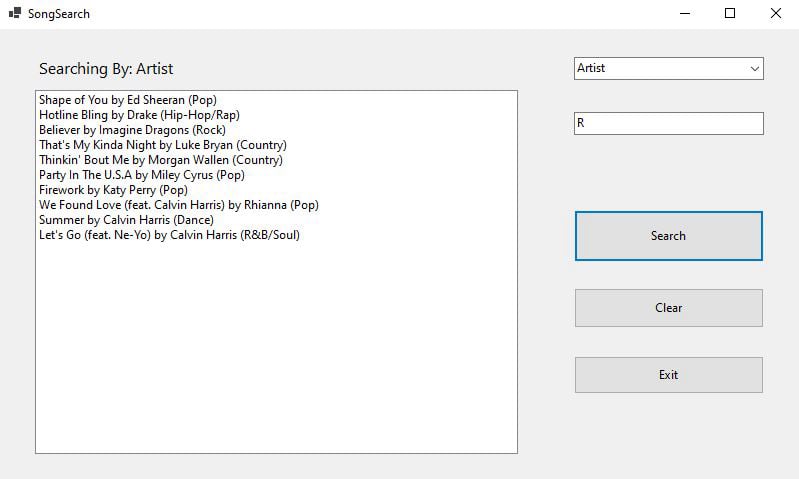 SongSearch
Searching By: Artist
Artist
R
Shape of You by Ed Sheeran (Pop)
Hotline Bling by Drake (Hip-Hop/Rap)
Believer by Imagine Dragons (Rock)
That's My Kinda Night by Luke Bryan (Country)
Thinkin' Bout Me by Morgan Wallen (Country)
Party In The U.S.A by Miley Cyrus (Pop)
Firework by Katy Perry (Pop)
We Found Love (feat. Calvin Harris) by Rhianna (Pop)
Summer by Calvin Harris (Dance)
Let's Go (feat. Ne-Yo) by Calvin Harris (R&B/Soul)
Search
Clear
Exit